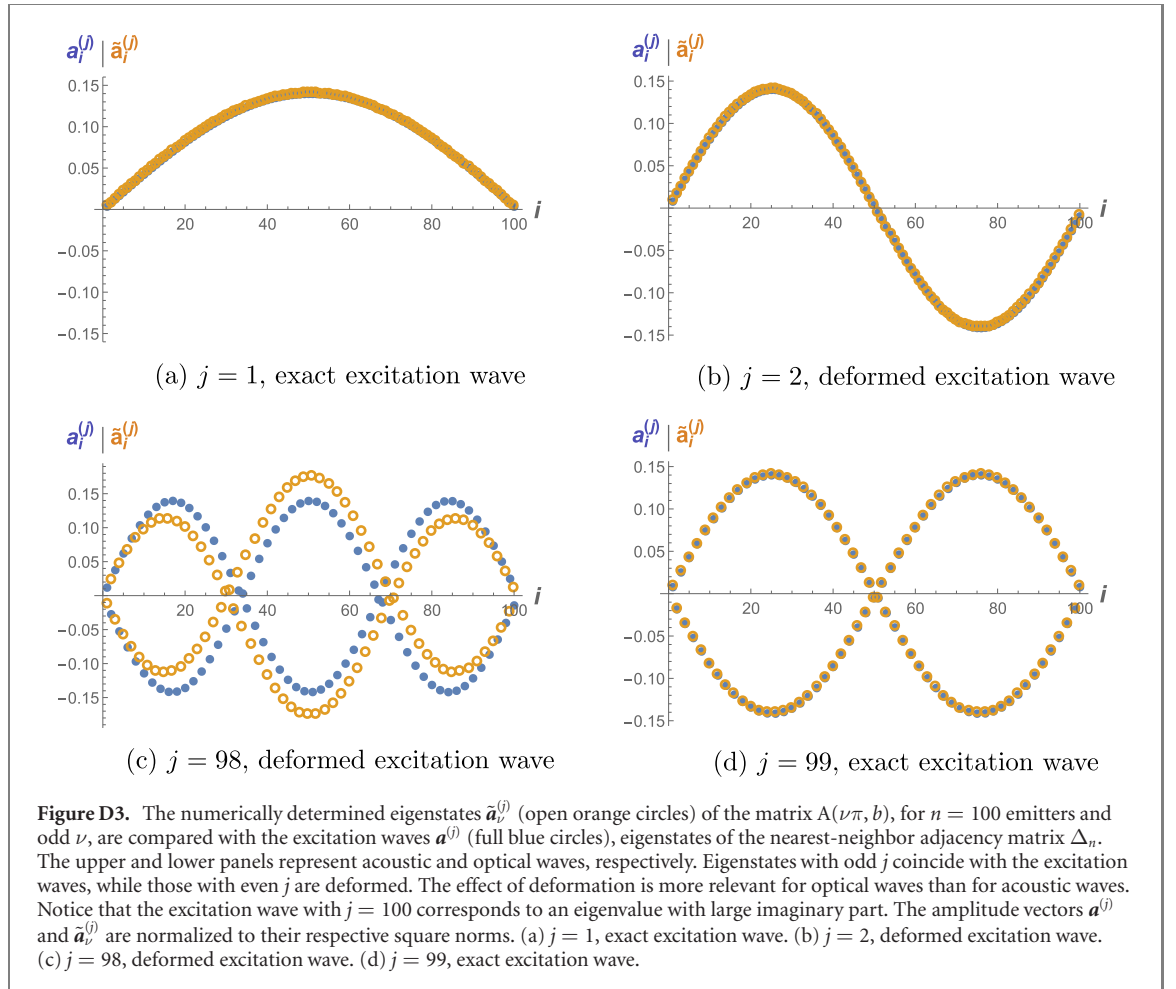 a_i^(j) | ã_i^(j)
0.15
0.10
0.05
20 40 60 80 100 i
−0.05
−0.10
−0.15
(a) j = 1, exact excitation wave
a_i^(j) | ã_i^(j)
0.15
0.10
0.05
20 40 60 80 100 i
−0.05
−0.10
−0.15
(b) j = 2, deformed excitation wave
a_i^(j) | ã_i^(j)
0.15
0.10
0.05
20 40 60 80 100 i
-0.05
-0.10
-0.15
(c) j = 98, deformed excitation wave
a_i^(j) | ã_i^(j)
0.15
0.10
0.05
20 40 60 80 100 i
−0.05
−0.10
−0.15
(d) j = 99, exact excitation wave
Figure D3. The numerically determined eigenstates ã_ν^(j) (open orange circles) of the matrix A(νπ, b), for n = 100 emitters and
odd ν, are compared with the excitation waves a^(j) (full blue circles), eigenstates of the nearest-neighbor adjacency matrix Δ_n.
The upper and lower panels represent acoustic and optical waves, respectively. Eigenstates with odd j coincide with the excitation
waves, while those with even j are deformed. The effect of deformation is more relevant for optical waves than for acoustic waves.
Notice that the excitation wave with j = 100 corresponds to an eigenvalue with large imaginary part. The amplitude vectors a^(j)
and ã_ν^(j) are normalized to their respective square norms. (a) j = 1, exact excitation wave. (b) j = 2, deformed excitation wave.
(c) j = 98, deformed excitation wave. (d) j = 99, exact excitation wave.